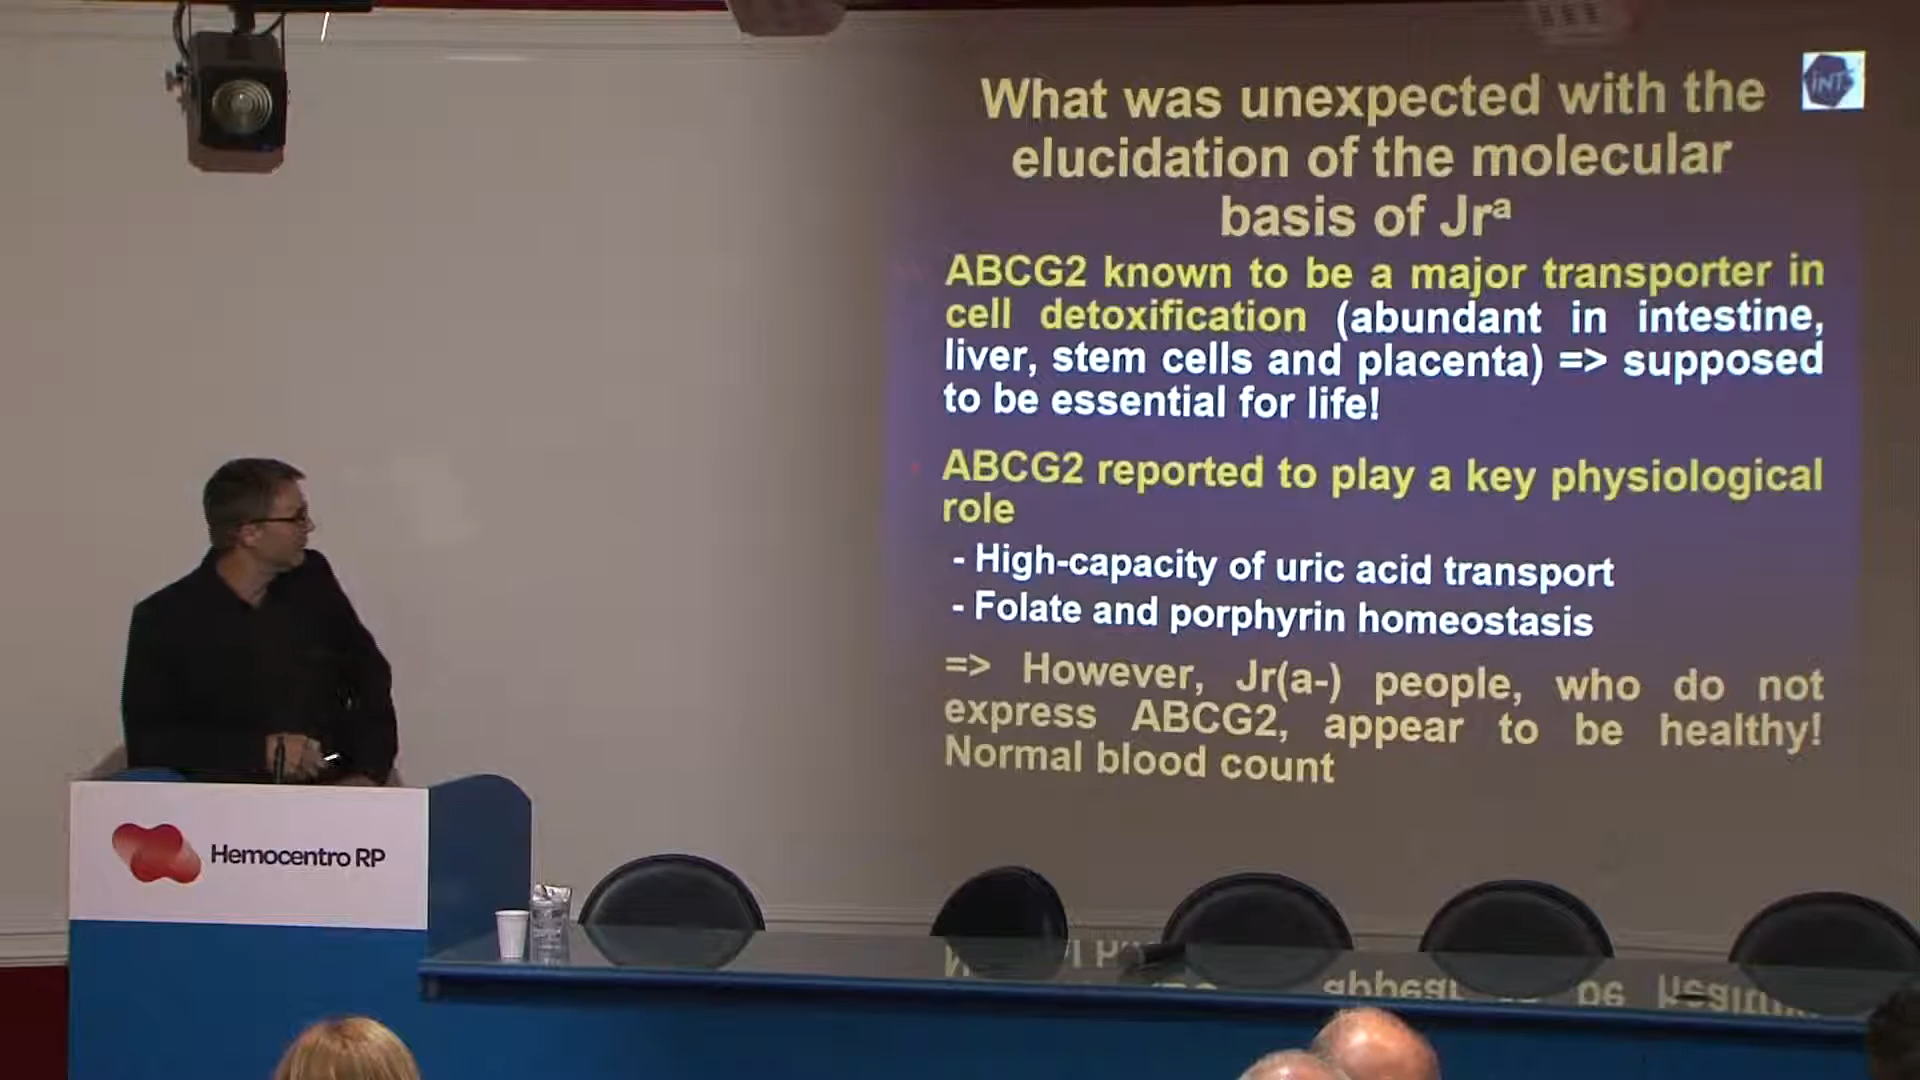 What was unexpected with the
elucidation of the molecular
basis of Jrᵃ
iNTS
ABCG2 known to be a major transporter in
cell detoxification (abundant in intestine,
liver, stem cells and placenta) => supposed
to be essential for life!
ABCG2 reported to play a key physiological
role
- High-capacity of uric acid transport
- Folate and porphyrin homeostasis
=> However, Jr(a-) people, who do not
express ABCG2, appear to be healthy!
Normal blood count
Hemocentro RP